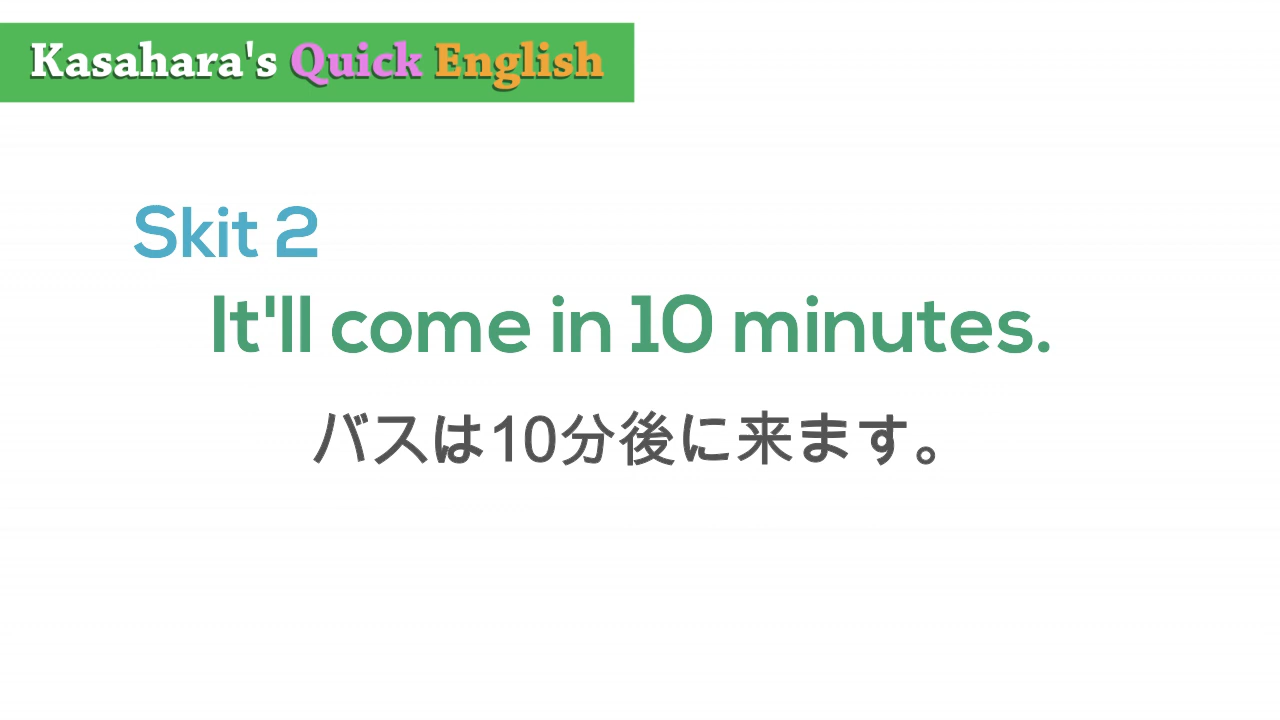 Kasahara's Quick English
Skit 2
It'll come in 10 minutes.
バスは10分後に来ます。